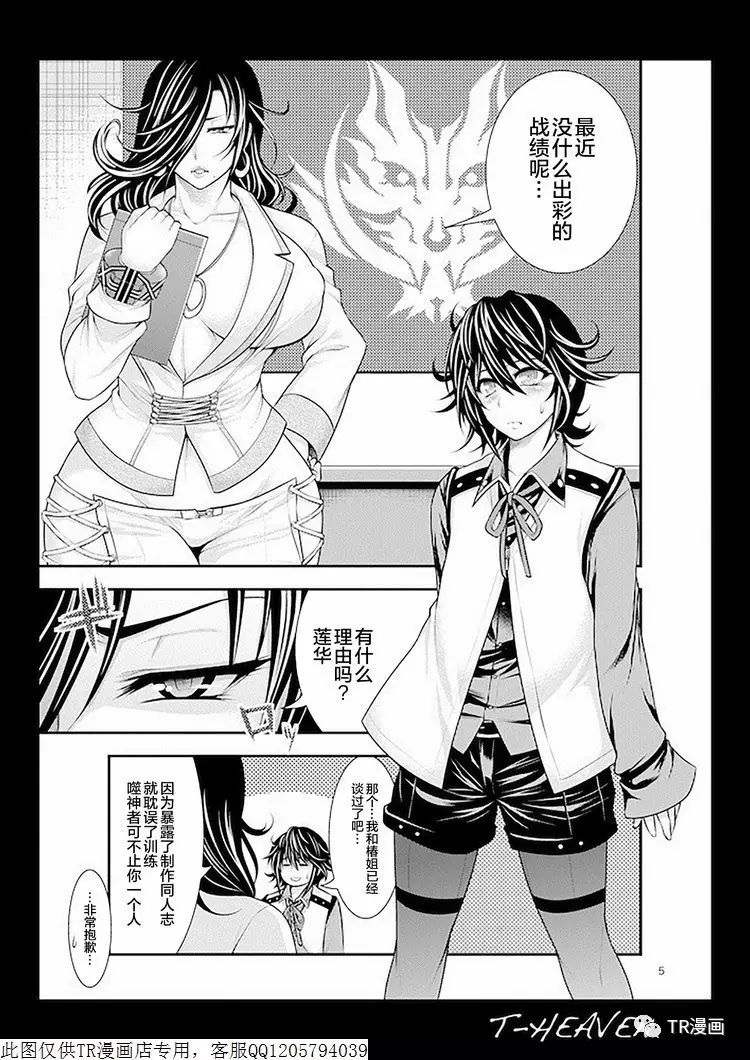 最近
没什么出彩的
战绩呢…
有什么
理由吗?
莲华
那个…我和椿姐已经
谈过了吧…
因为暴露了制作同人志
就耽误了训练
噬神者可不止你一个人
…非常抱歉…
5
T-HEAVEN
TR漫画
此图仅供TR漫画店专用，客服QQ1205794039